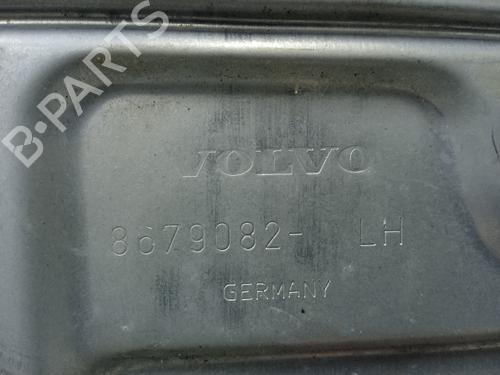 B-PARTS
VOLVO
8679082- LH
GERMANY